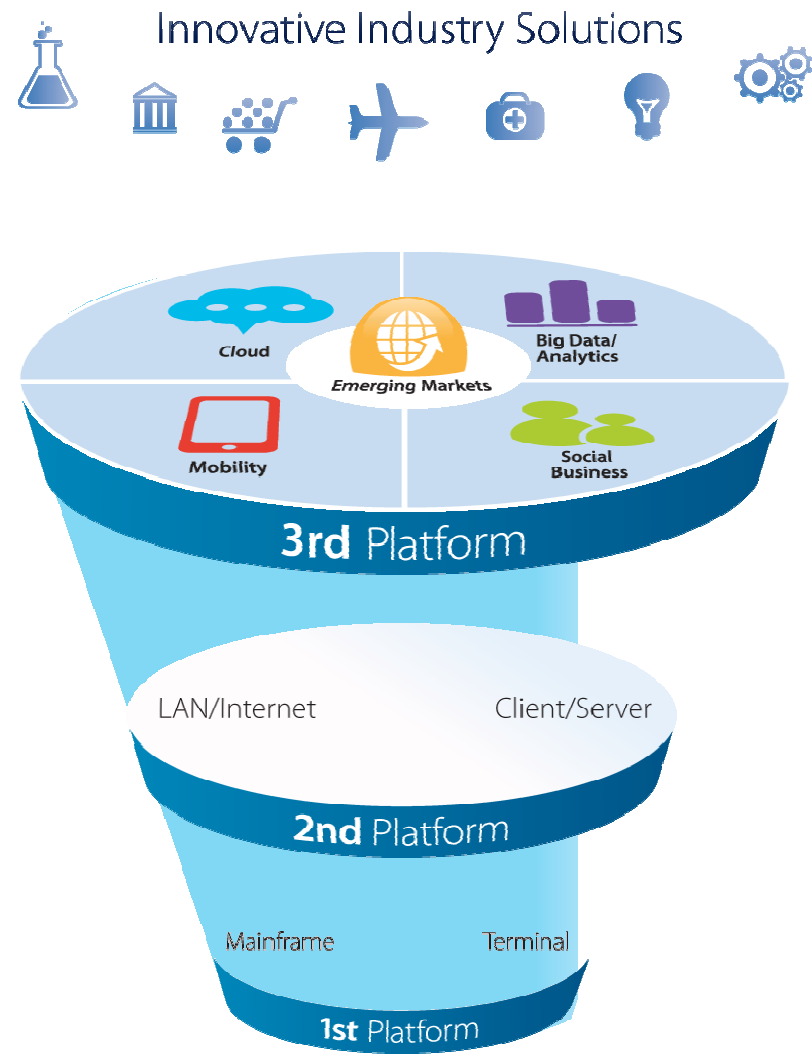 Innovative Industry Solutions
Cloud
Big Data/
Analytics
Emerging Markets
Mobility
Social
Business
3rd Platform
LAN/Internet
Client/Server
2nd Platform
Mainframe
Terminal
1st Platform